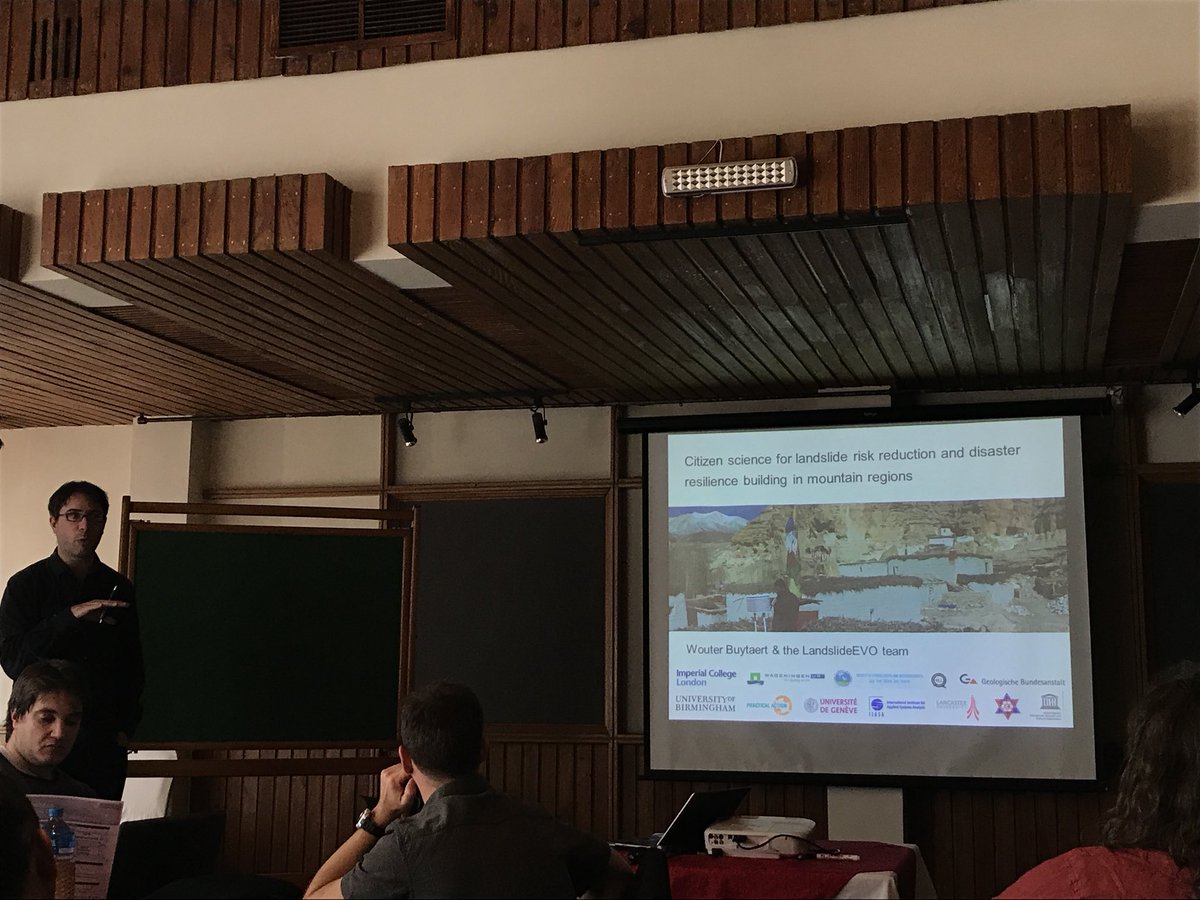 Citizen science for landslide risk reduction and disaster
resilience building in mountain regions
Wouter Buytaert & the LandslideEVO team
Imperial College
London
WAGENINGEN UR
Geologische Bundesanstalt
UNIVERSITY OF
BIRMINGHAM
PRACTICAL ACTION
UNIVERSITÉ
DE GENÈVE
IIASA
International Institute for
Applied Systems Analysis
LANCASTER
UNIVERSITY